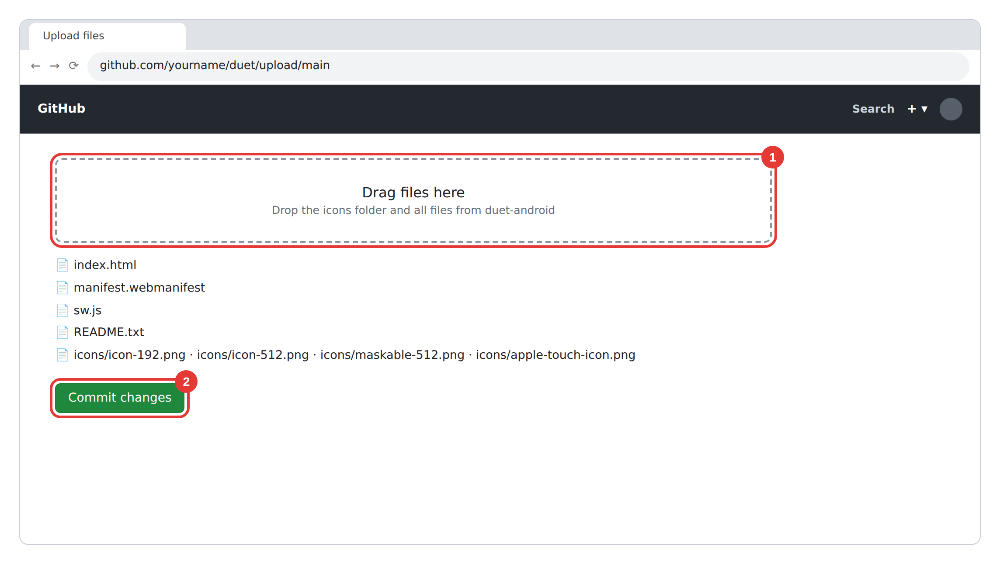 Upload files
← → ⟳ github.com/yourname/duet/upload/main
GitHub Search + ▼
1
Drag files here
Drop the icons folder and all files from duet-android
index.html
manifest.webmanifest
sw.js
README.txt
icons/icon-192.png · icons/icon-512.png · icons/maskable-512.png · icons/apple-touch-icon.png
2
Commit changes